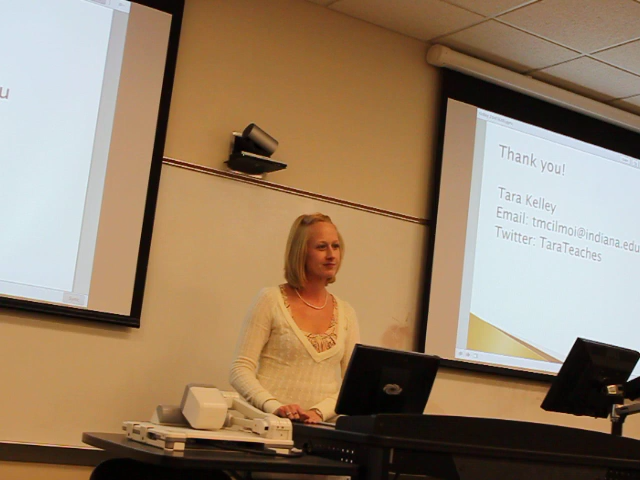 u
Thank you!
Tara Kelley
Email: tmcilmoi@indiana.edu
Twitter: TaraTeaches